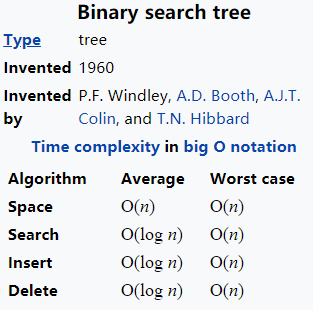 Binary search tree
Type tree
Invented 1960
Invented P.F. Windley, A.D. Booth, A.J.T.
by Colin, and T.N. Hibbard
Time complexity in big O notation
Algorithm Average Worst case
Space O(n) O(n)
Search O(log n) O(n)
Insert O(log n) O(n)
Delete O(log n) O(n)